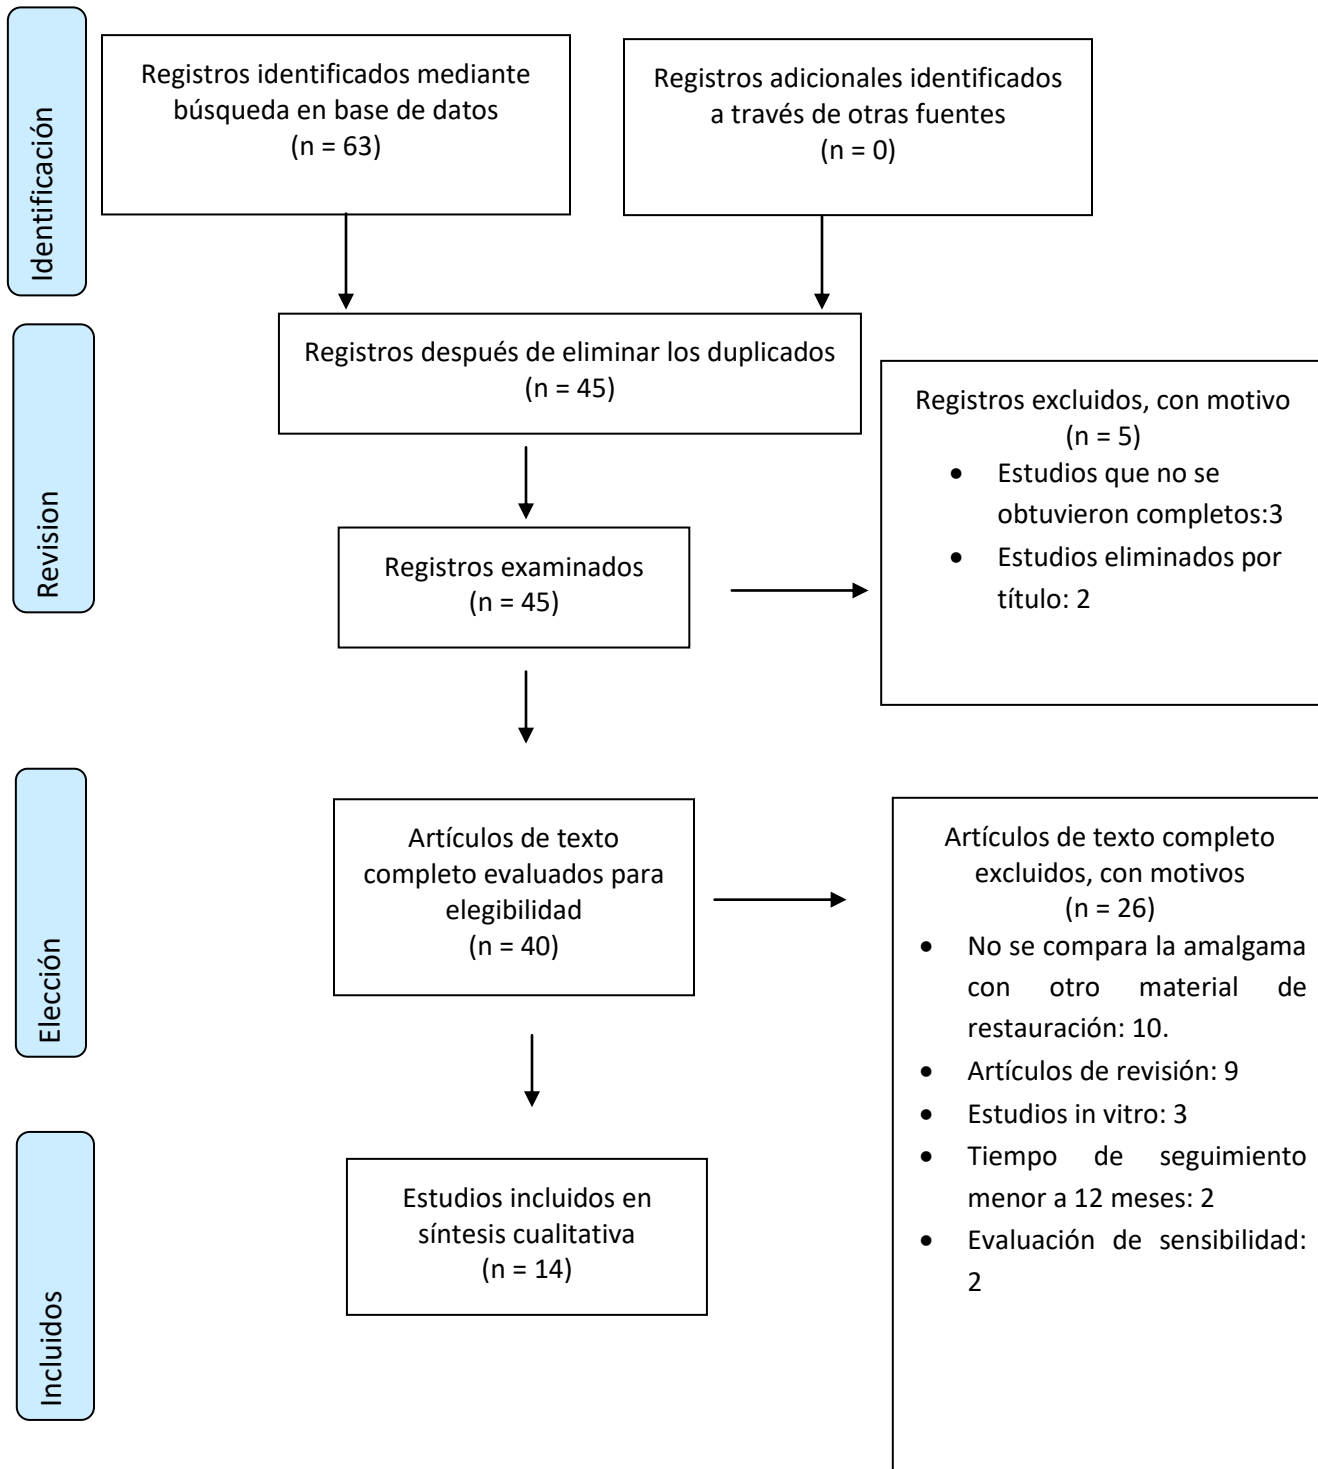 Identificación
Registros identificados mediante
búsqueda en base de datos
(n = 63)
Registros adicionales identificados
a través de otras fuentes
(n = 0)
Revision
Registros después de eliminar los duplicados
(n = 45)
Registros examinados
(n = 45)
Registros excluidos, con motivo
(n = 5)
• Estudios que no se
obtuvieron completos:3
• Estudios eliminados por
título: 2
Elección
Artículos de texto
completo evaluados para
elegibilidad
(n = 40)
Artículos de texto completo
excluidos, con motivos
(n = 26)
• No se compara la amalgama
con otro material de
restauración: 10.
• Artículos de revisión: 9
• Estudios in vitro: 3
• Tiempo de seguimiento
menor a 12 meses: 2
• Evaluación de sensibilidad:
2
Incluidos
Estudios incluidos en
síntesis cualitativa
(n = 14)